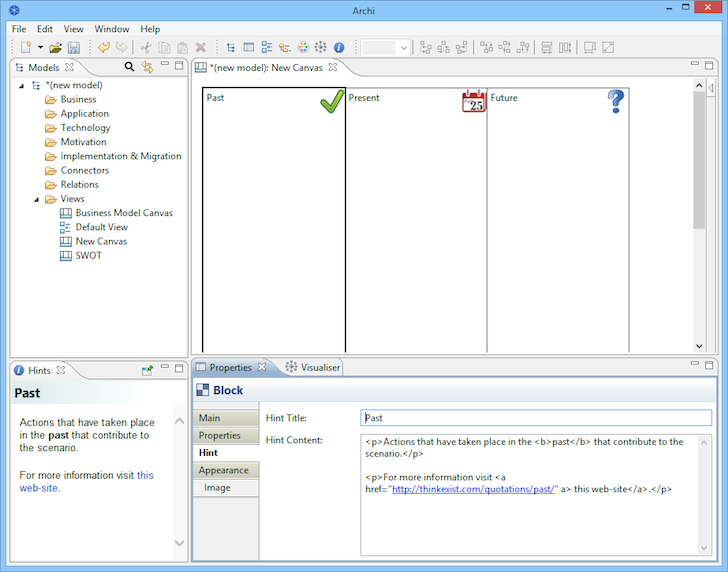 Archi
File Edit View Window Help
Models
*(new model)
Business
Application
Technology
Motivation
Implementation & Migration
Connectors
Relations
Views
Business Model Canvas
Default View
New Canvas
SWOT
*(new model): New Canvas
Past
25
Present
Future
Hints
Past
Actions that have taken place
in the past that contribute to
the scenario.
For more information visit this
web-site.
Properties
Visualiser
Block
Main
Properties
Hint
Appearance
Image
Hint Title:
Past
Hint Content:
<p>Actions that have taken place in the <b>past</b> that contribute to the
scenario.</p>
<p>For more information visit <a
href="http://thinkexist.com/quotations/past/" a> this web-site</a>.</p>